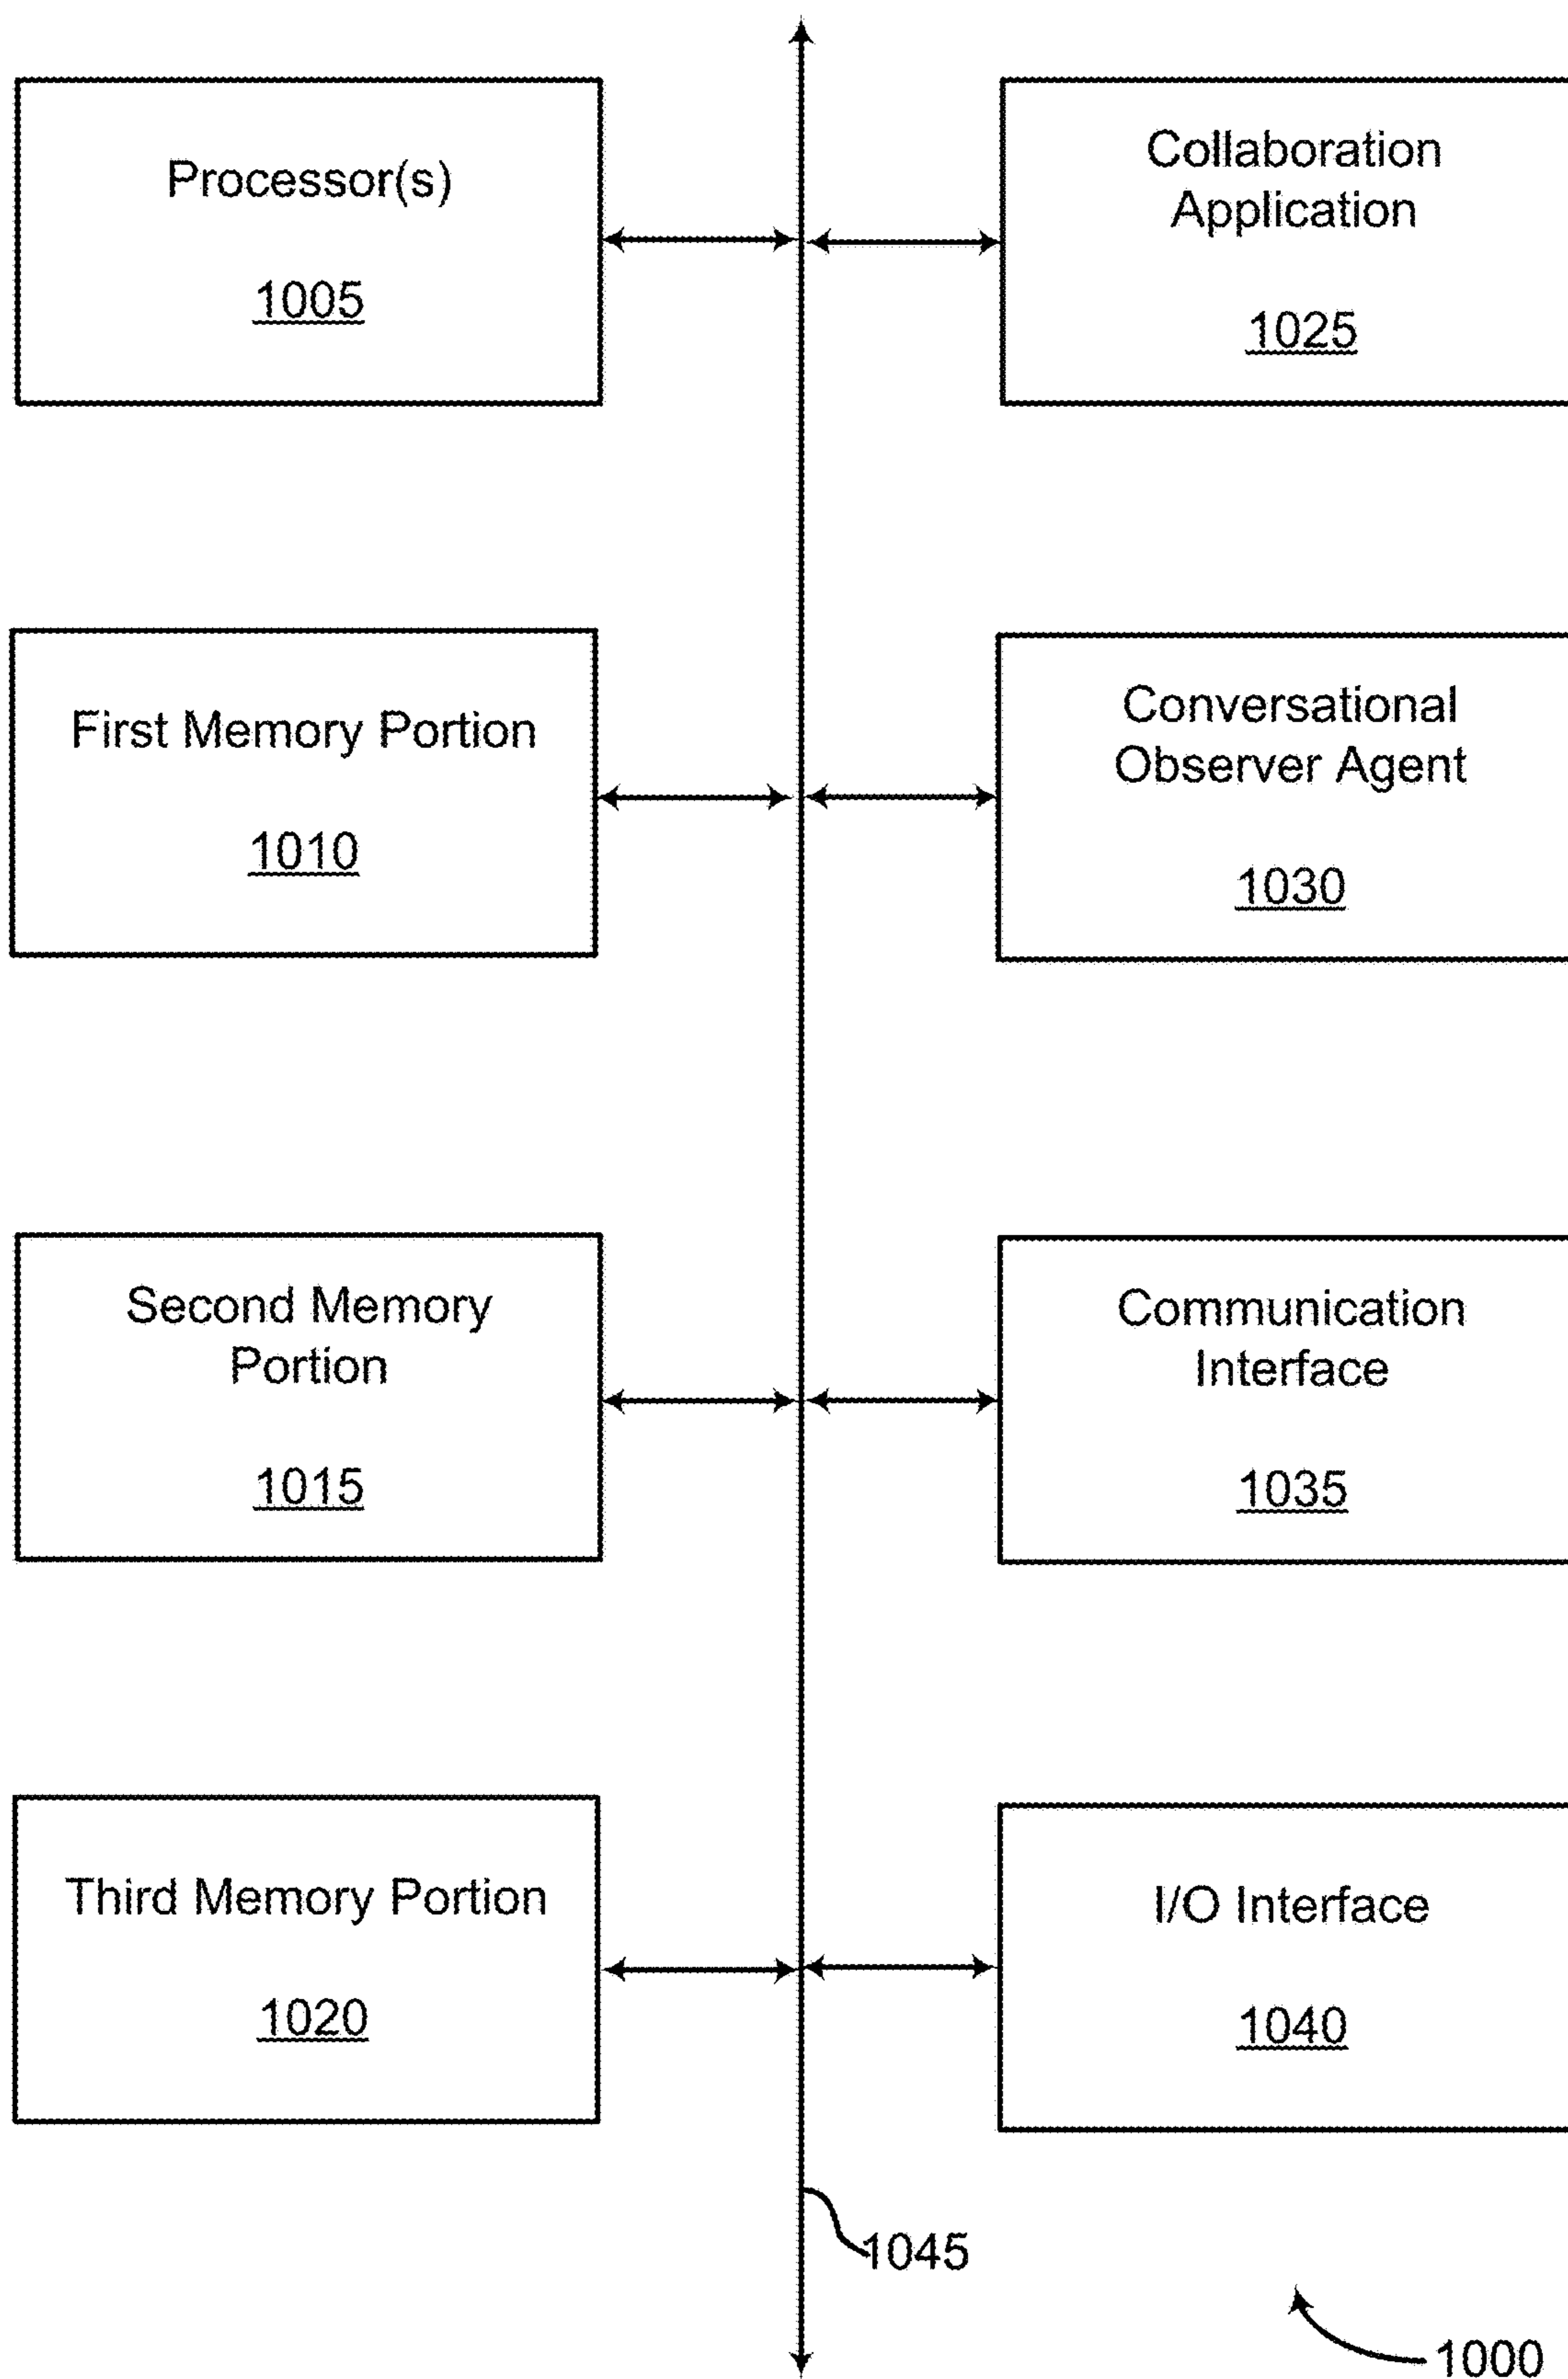 Processor(s)
1005
Collaboration
Application
1025
First Memory Portion
1010
Conversational
Observer Agent
1030
Second Memory
Portion
1015
Communication
Interface
1035
Third Memory Portion
1020
I/O Interface
1040
1045
1000